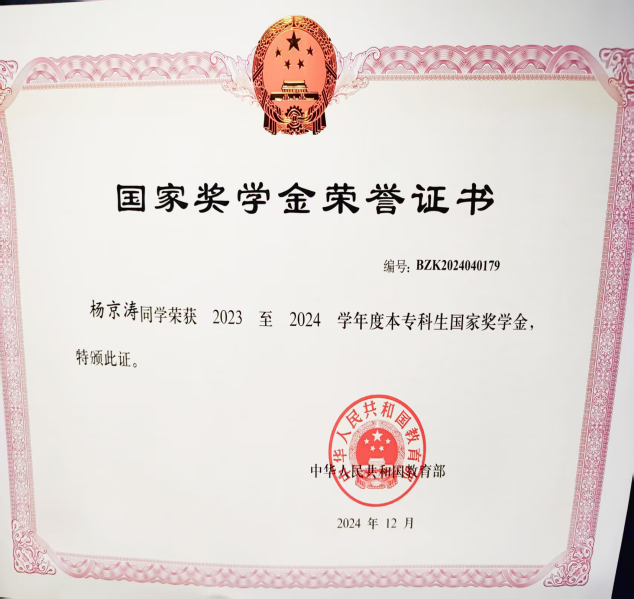 国家奖学金荣誉证书
编号: BZK2024040179
杨京涛同学荣获 2023 至 2024 学年度本专科生国家奖学金,
特颁此证。
中华人民共和国教育部
中华人民共和国教育部
2024 年 12 月